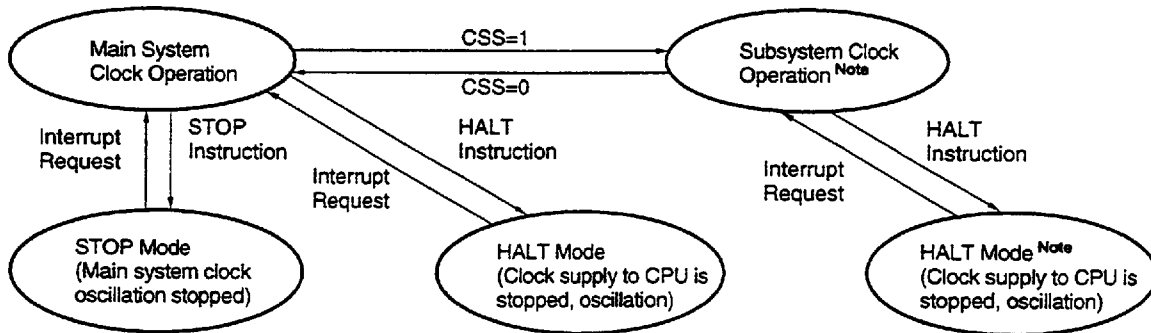 Main System
Clock Operation
CSS=1
CSS=0
Subsystem Clock
Operation Note
Interrupt
Request
STOP
Instruction
HALT
Instruction
Interrupt
Request
HALT
Instruction
Interrupt
Request
STOP Mode
(Main system clock
oscillation stopped)
HALT Mode
(Clock supply to CPU is
stopped, oscillation)
HALT Mode Note
(Clock supply to CPU is
stopped, oscillation)